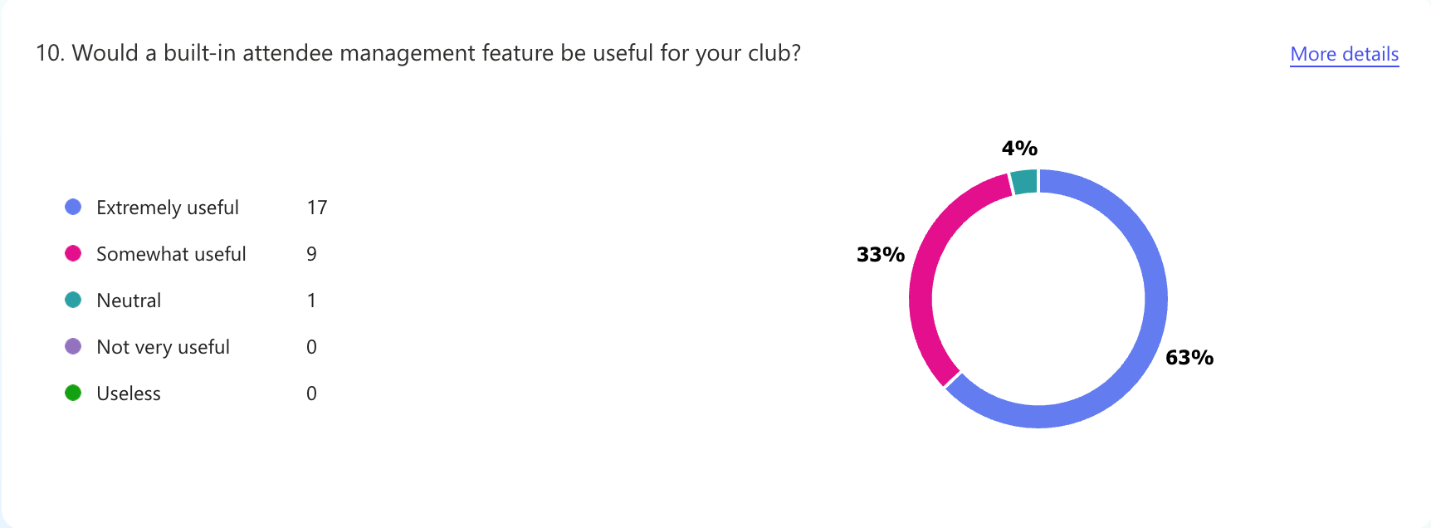 10. Would a built-in attendee management feature be useful for your club?
More details
Extremely useful 17
Somewhat useful 9
Neutral 1
Not very useful 0
Useless 0
4%
33%
63%